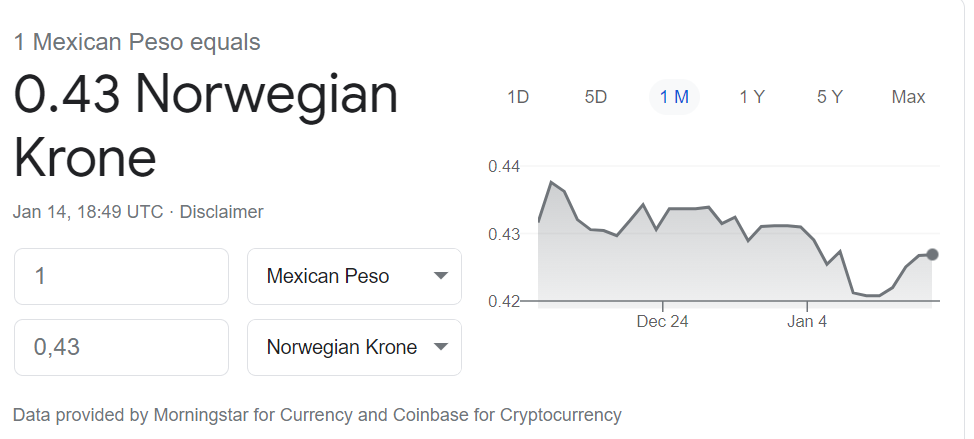 1 Mexican Peso equals
0.43 Norwegian
Krone
Jan 14, 18:49 UTC · Disclaimer
1
Mexican Peso
0,43
Norwegian Krone
1D 5D 1 M 1 Y 5 Y Max
0.44
0.43
0.42
Dec 24 Jan 4
Data provided by Morningstar for Currency and Coinbase for Cryptocurrency